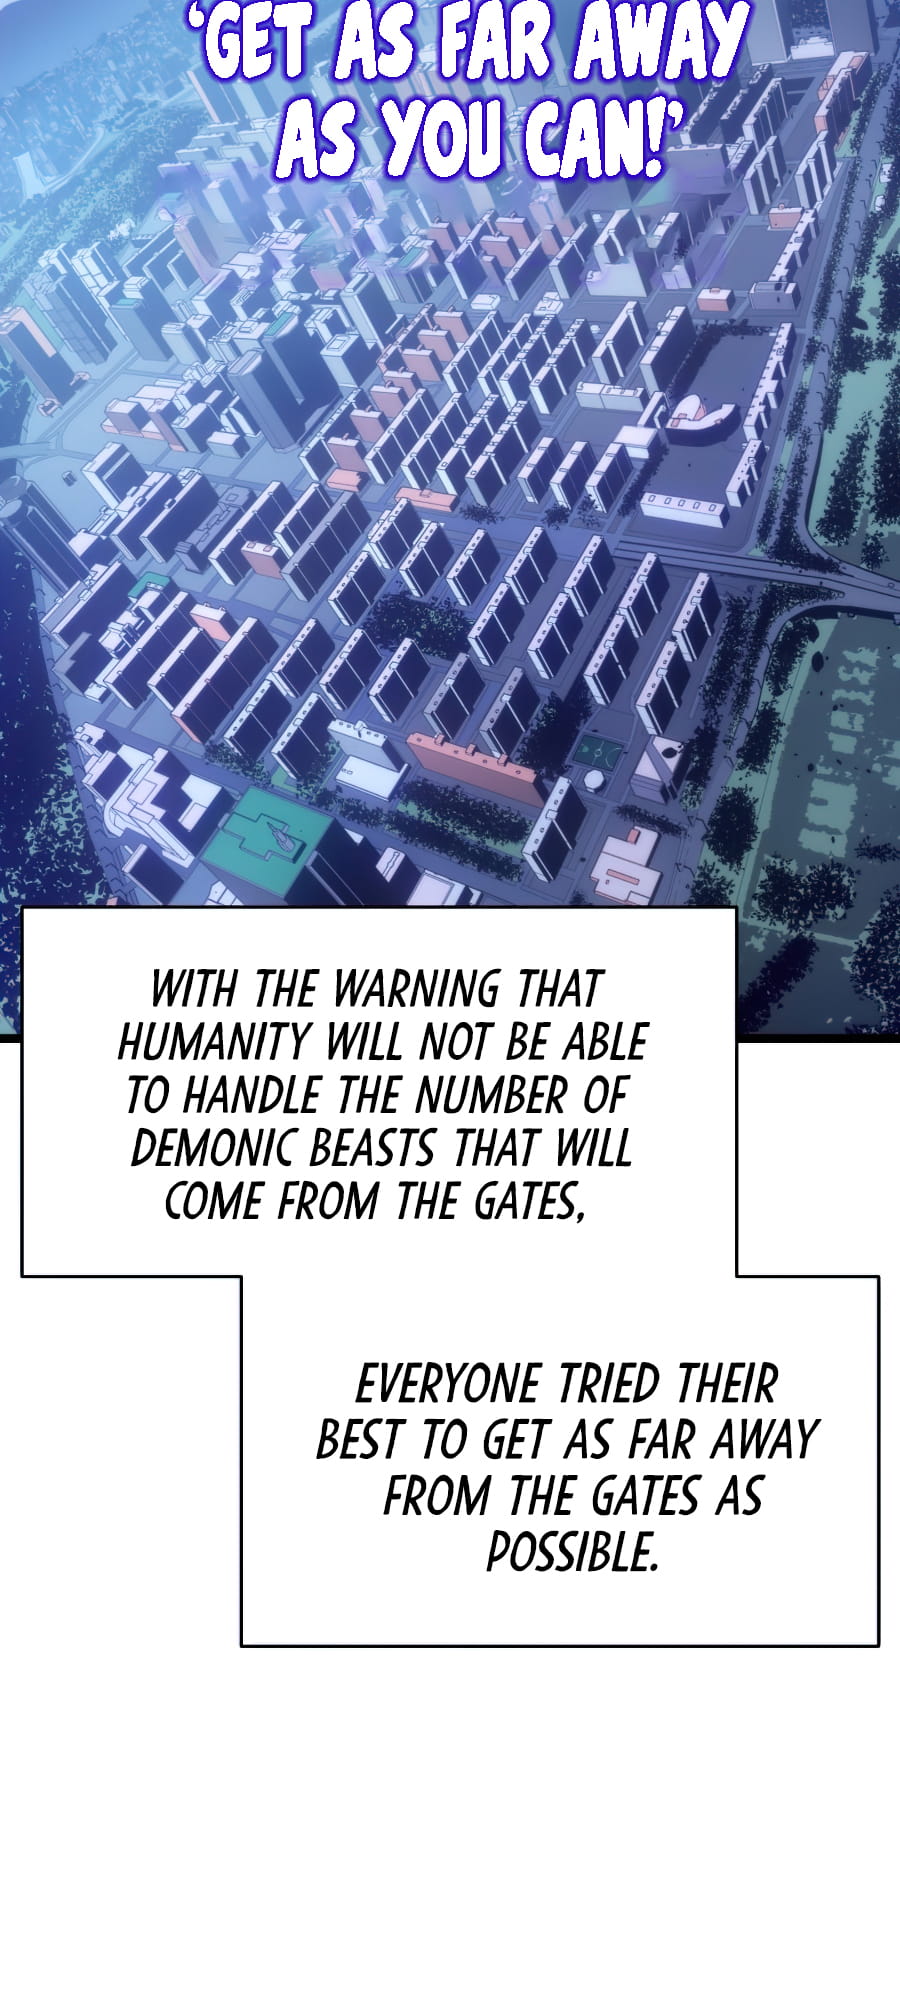 ‘GET AS FAR AWAY
AS YOU CAN!’
WITH THE WARNING THAT
HUMANITY WILL NOT BE ABLE
TO HANDLE THE NUMBER OF
DEMONIC BEASTS THAT WILL
COME FROM THE GATES,
EVERYONE TRIED THEIR
BEST TO GET AS FAR AWAY
FROM THE GATES AS
POSSIBLE.